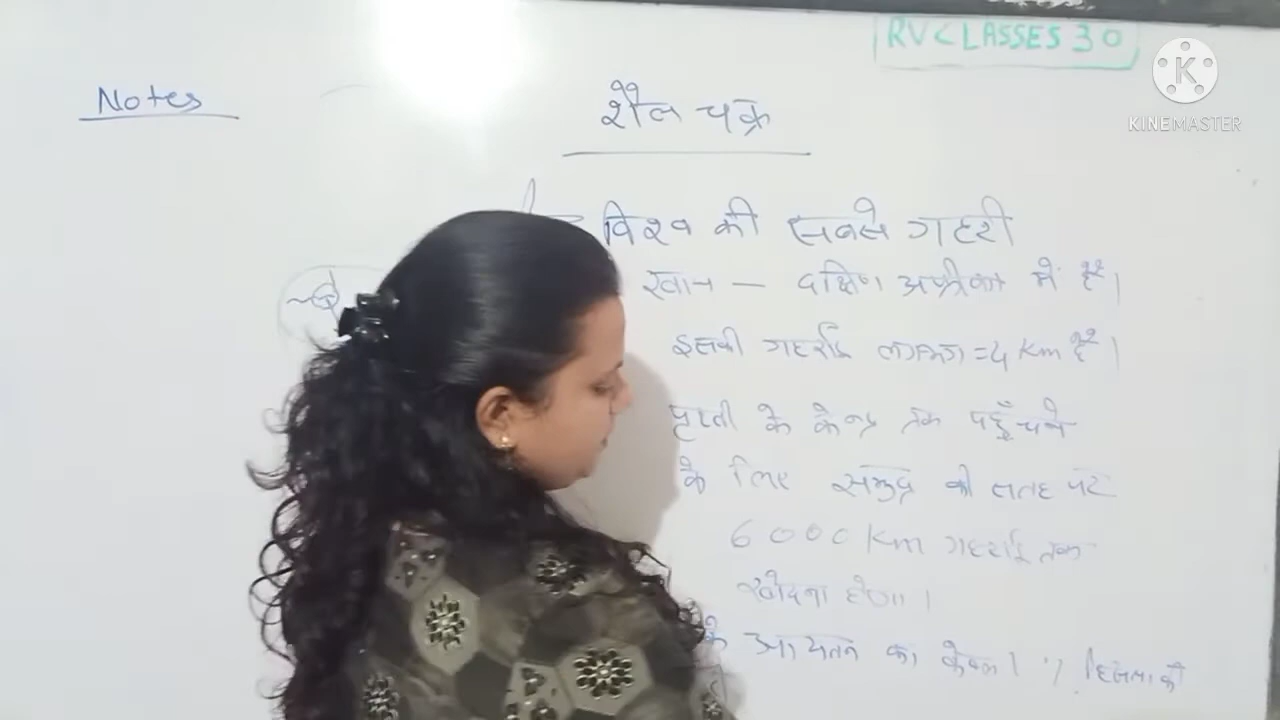 RV CLASSES 30
KINEMASTER
Notes
शैल चक्र
विश्व की सबसे गहरी
खान — दक्षिण अफ्रीका में है।
इसकी गहराई लगभग = 4 Km है।
पृथ्वी के केन्द्र तक पहुँचने
के लिए समुद्र की सतह पर
6000 Km गहराई तक
खोदना होगा।
के आयतन का केवल 1 % हिस्सा की